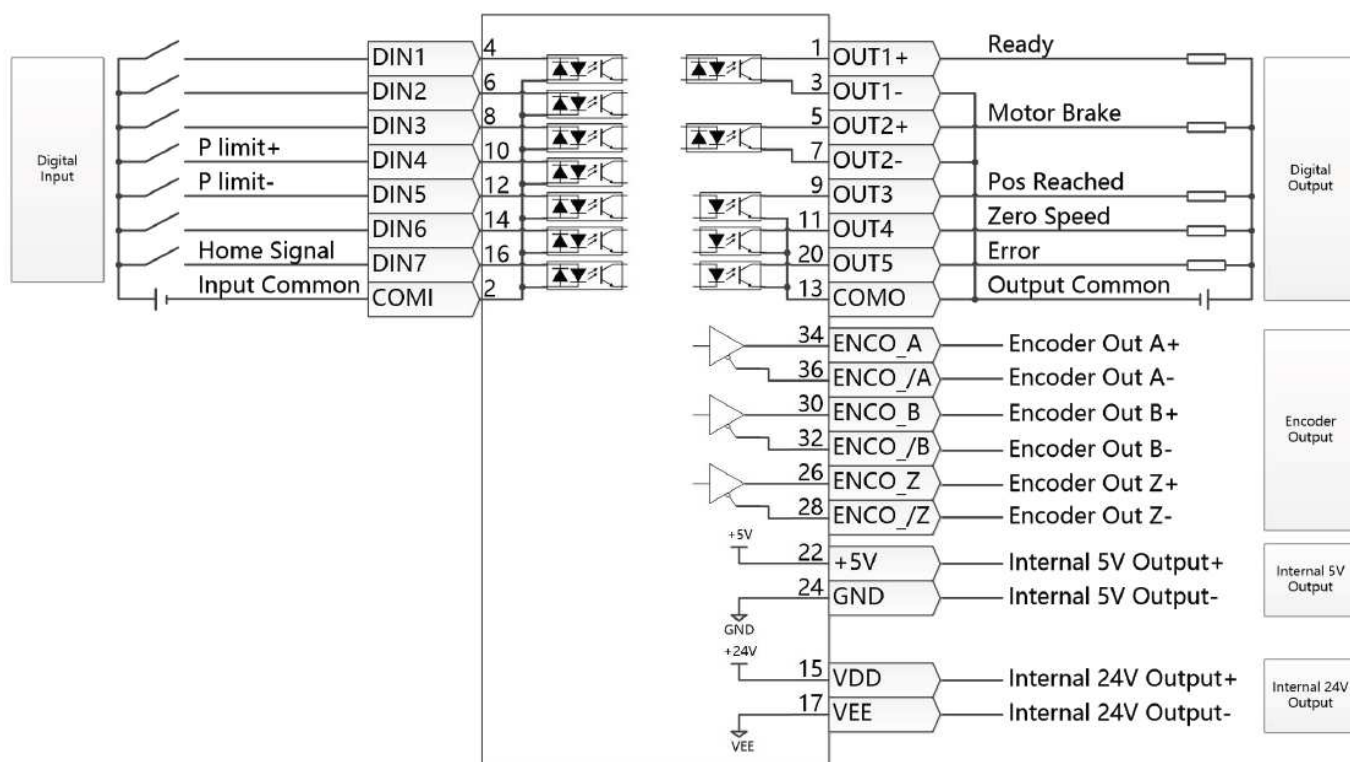 Digital
Input
DIN1 4
DIN2 6
DIN3 8
P limit+ DIN4 10
P limit- DIN5 12
DIN6 14
Home Signal DIN7 16
Input Common COMI 2
1 OUT1+ Ready
3 OUT1-
5 OUT2+ Motor Brake
7 OUT2-
9 OUT3 Pos Reached
11 OUT4 Zero Speed
20 OUT5 Error
13 COMO Output Common
Digital
Output
34 ENCO_A Encoder Out A+
36 ENCO_/A Encoder Out A-
30 ENCO_B Encoder Out B+
32 ENCO_/B Encoder Out B-
26 ENCO_Z Encoder Out Z+
28 ENCO_/Z Encoder Out Z-
Encoder
Output
+5V
22 +5V Internal 5V Output+
24 GND Internal 5V Output-
GND
Internal 5V
Output
+24V
15 VDD Internal 24V Output+
17 VEE Internal 24V Output-
VEE
Internal 24V
Output